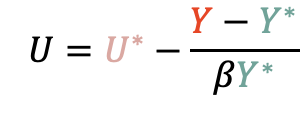 U = U* − (Y − Y*) / βY*